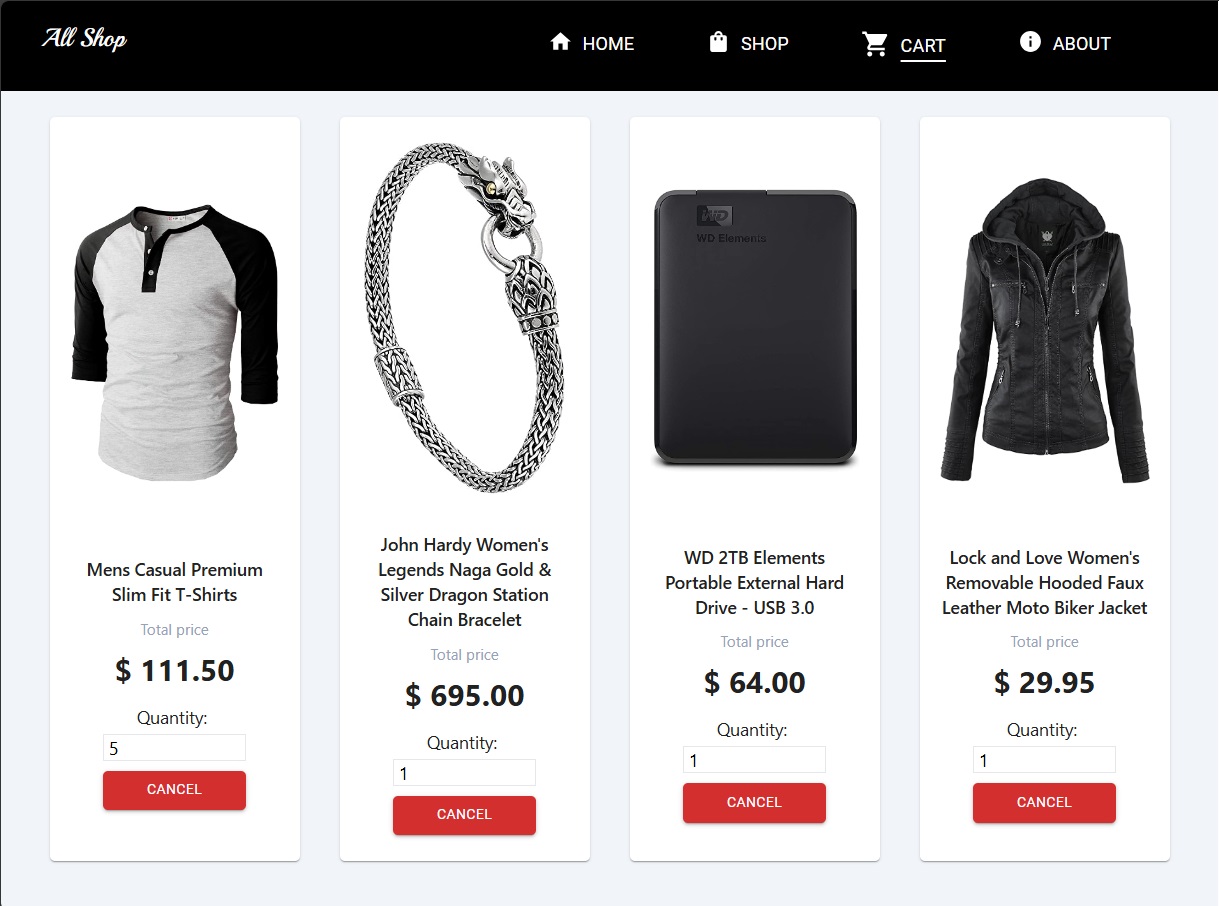 All Shop
HOME
SHOP
CART
ABOUT
WD
WD Elements
Mens Casual Premium
Slim Fit T-Shirts
Total price
$ 111.50
Quantity:
5
CANCEL
John Hardy Women's
Legends Naga Gold &
Silver Dragon Station
Chain Bracelet
Total price
$ 695.00
Quantity:
1
CANCEL
WD 2TB Elements
Portable External Hard
Drive - USB 3.0
Total price
$ 64.00
Quantity:
1
CANCEL
Lock and Love Women's
Removable Hooded Faux
Leather Moto Biker Jacket
Total price
$ 29.95
Quantity:
1
CANCEL